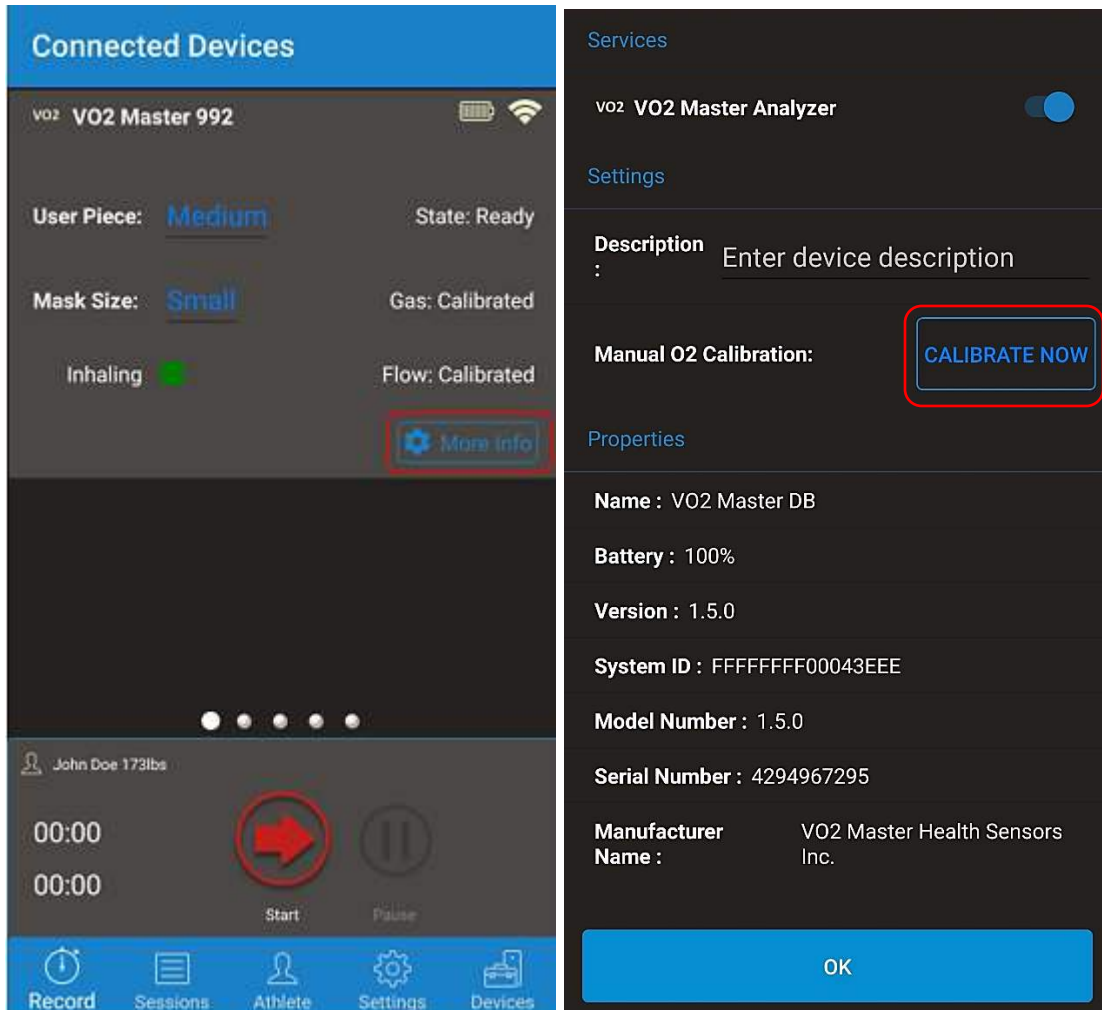 Connected Devices
VO2 VO2 Master 992
User Piece: Medium State: Ready
Mask Size: Small Gas: Calibrated
Inhaling Flow: Calibrated
More Info
John Doe 173lbs
00:00
00:00
Start Pause
Record Sessions Athlete Settings Devices
Services
VO2 VO2 Master Analyzer
Settings
Description
: Enter device description
Manual O2 Calibration: CALIBRATE NOW
Properties
Name : VO2 Master DB
Battery : 100%
Version : 1.5.0
System ID : FFFFFFFF00043EEE
Model Number : 1.5.0
Serial Number : 4294967295
Manufacturer VO2 Master Health Sensors
Name : Inc.
OK